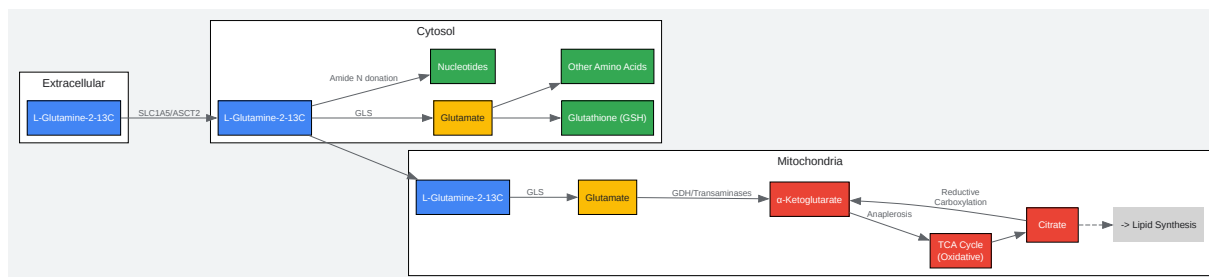 Cytosol
Extracellular
Nucleotides
Other Amino Acids
Amide N donation
L-Glutamine-2-13C
SLC1A5/ASCT2
L-Glutamine-2-13C
GLS
Glutamate
Glutathione (GSH)
Mitochondria
L-Glutamine-2-13C
GLS
Glutamate
GDH/Transaminases
α-Ketoglutarate
Reductive
Carboxylation
Anaplerosis
TCA Cycle
(Oxidative)
Citrate
-> Lipid Synthesis